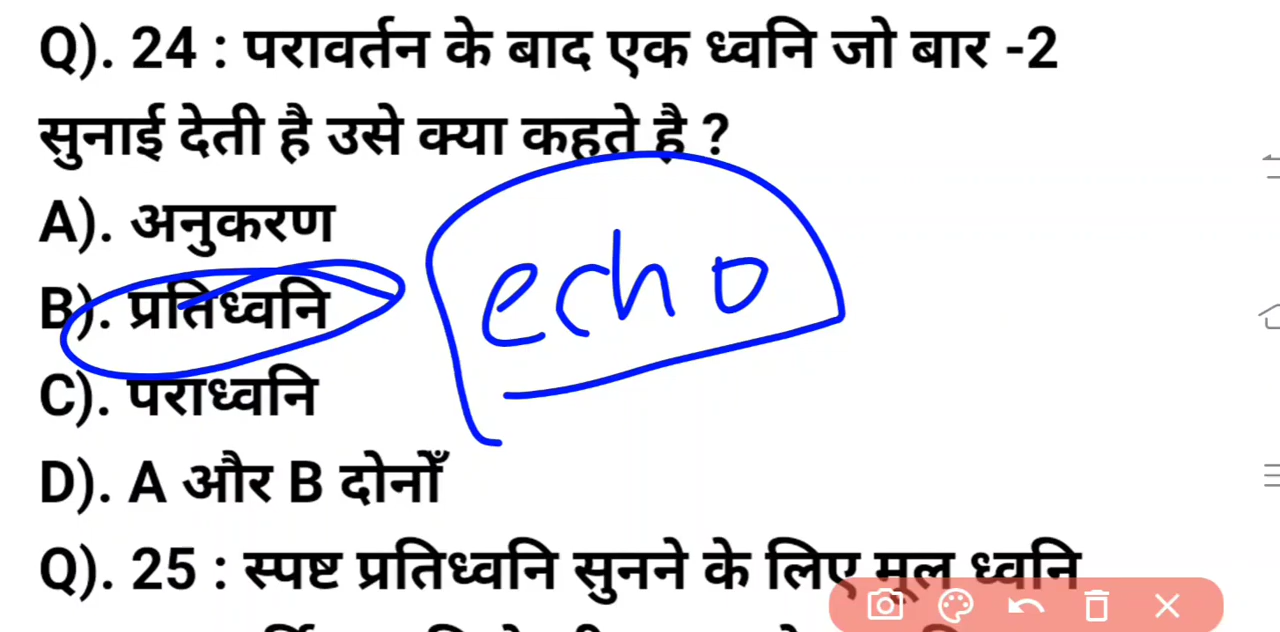 Q). 24 : परावर्तन के बाद एक ध्वनि जो बार -2
सुनाई देती है उसे क्या कहते है ?
A). अनुकरण
B). प्रतिध्वनि
echo
C). पराध्वनि
D). A और B दोनोँ
Q). 25 : स्पष्ट प्रतिध्वनि सुनने के लिए मूल ध्वनि